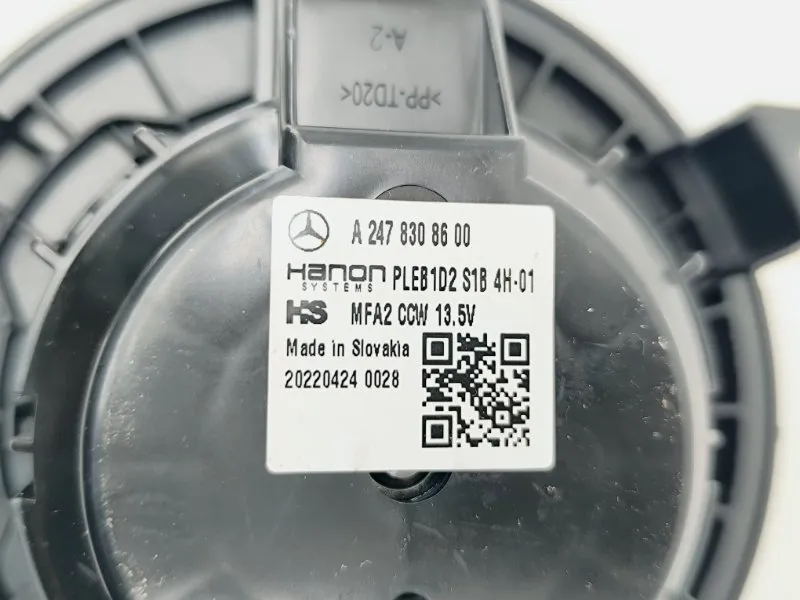 A-2
>PP-TD20<
A 247 830 86 00
Hanon SYSTEMS PLEB1D2 S1B 4H-01
HS MFA2 CCW 13.5V
Made in Slovakia
20220424 0028